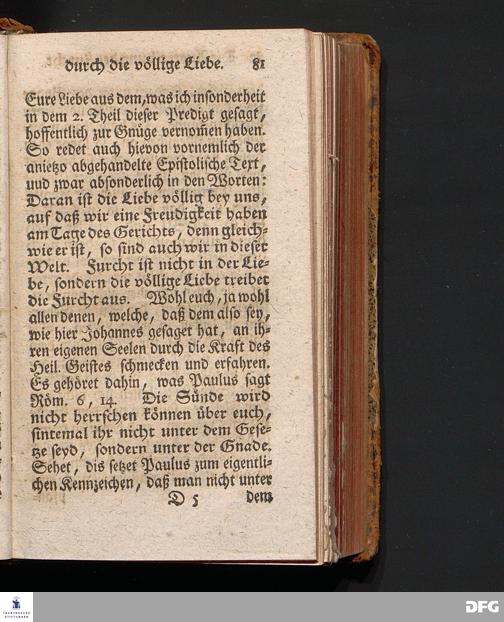 durch die völlige Liebe. 81
Eure Liebe aus dem, was ich insonderheit
in dem 2. Theil dieser Predigt gesagt,
hoffentlich zur Gnüge vernom̃en haben.
So redet auch hievon vornemlich der
anietzo abgehandelte Epistolische Text,
und zwar absonderlich in den Worten:
Daran ist die Liebe völlig bey uns,
auf daß wir eine Freudigkeit haben
am Tage des Gerichts, denn gleich-
wie er ist, so sind auch wir in dieser
Welt. Furcht ist nicht in der Lie-
be, sondern die völlige Liebe treibet
die Furcht aus. Wohl euch, ja wohl
allen denen, welche, daß dem also sey,
wie hier Johannes gesaget hat, an ih-
ren eigenen Seelen durch die Kraft des
Heil. Geistes schmecken und erfahren.
Es gehöret dahin, was Paulus sagt
Röm. 6, 14. Die Sünde wird
nicht herrschen können über euch,
sintemal ihr nicht unter dem Gese-
tze seyd, sondern unter der Gnade.
Sehet, dis setzet Paulus zum eigentli-
chen Kennzeichen, daß man nicht unter
D 5 dem
FRANCKESCHE STIFTUNGEN
DFG